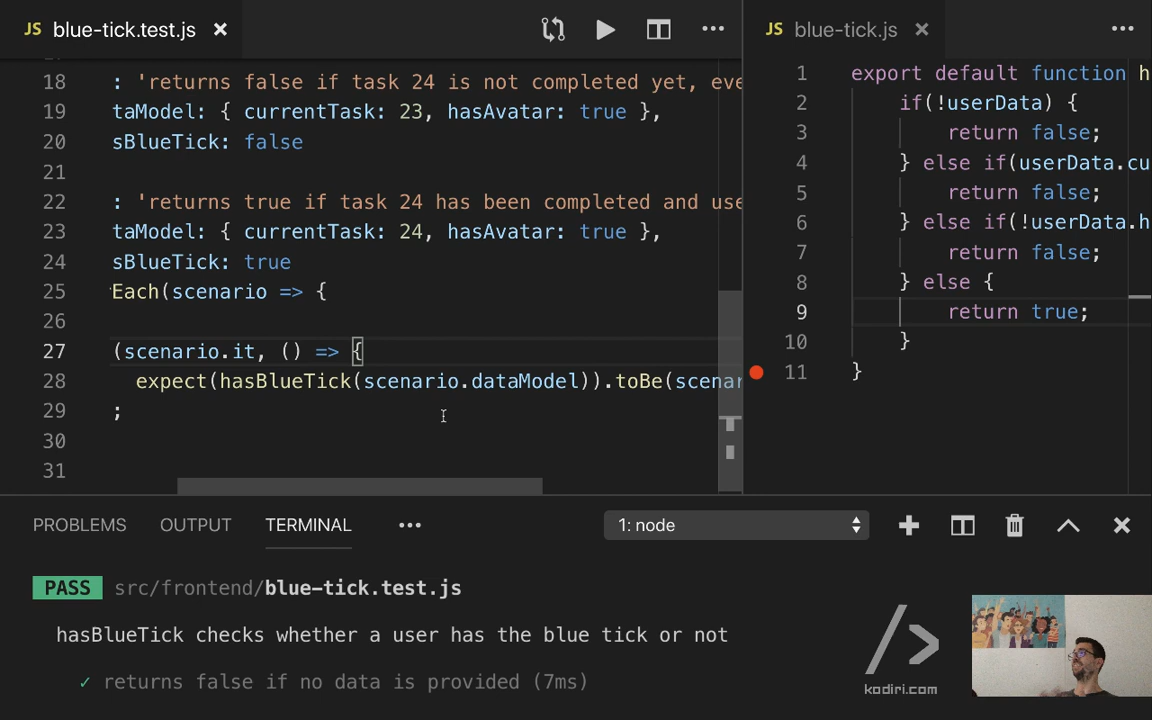 JS blue-tick.test.js ×
18 : 'returns false if task 24 is not completed yet, eve
19 taModel: { currentTask: 23, hasAvatar: true },
20 sBlueTick: false
21
22 : 'returns true if task 24 has been completed and use
23 taModel: { currentTask: 24, hasAvatar: true },
24 sBlueTick: true
25 Each(scenario => {
26
27 (scenario.it, () => {
28 expect(hasBlueTick(scenario.dataModel)).toBe(scenar
29 ;
30
31
JS blue-tick.js ×
1 export default function h
2 if(!userData) {
3 return false;
4 } else if(userData.cu
5 return false;
6 } else if(!userData.h
7 return false;
8 } else {
9 return true;
10 }
11 }
PROBLEMS OUTPUT TERMINAL ... 1: node
PASS src/frontend/blue-tick.test.js
hasBlueTick checks whether a user has the blue tick or not
✓ returns false if no data is provided (7ms)
/>
kodiri.com